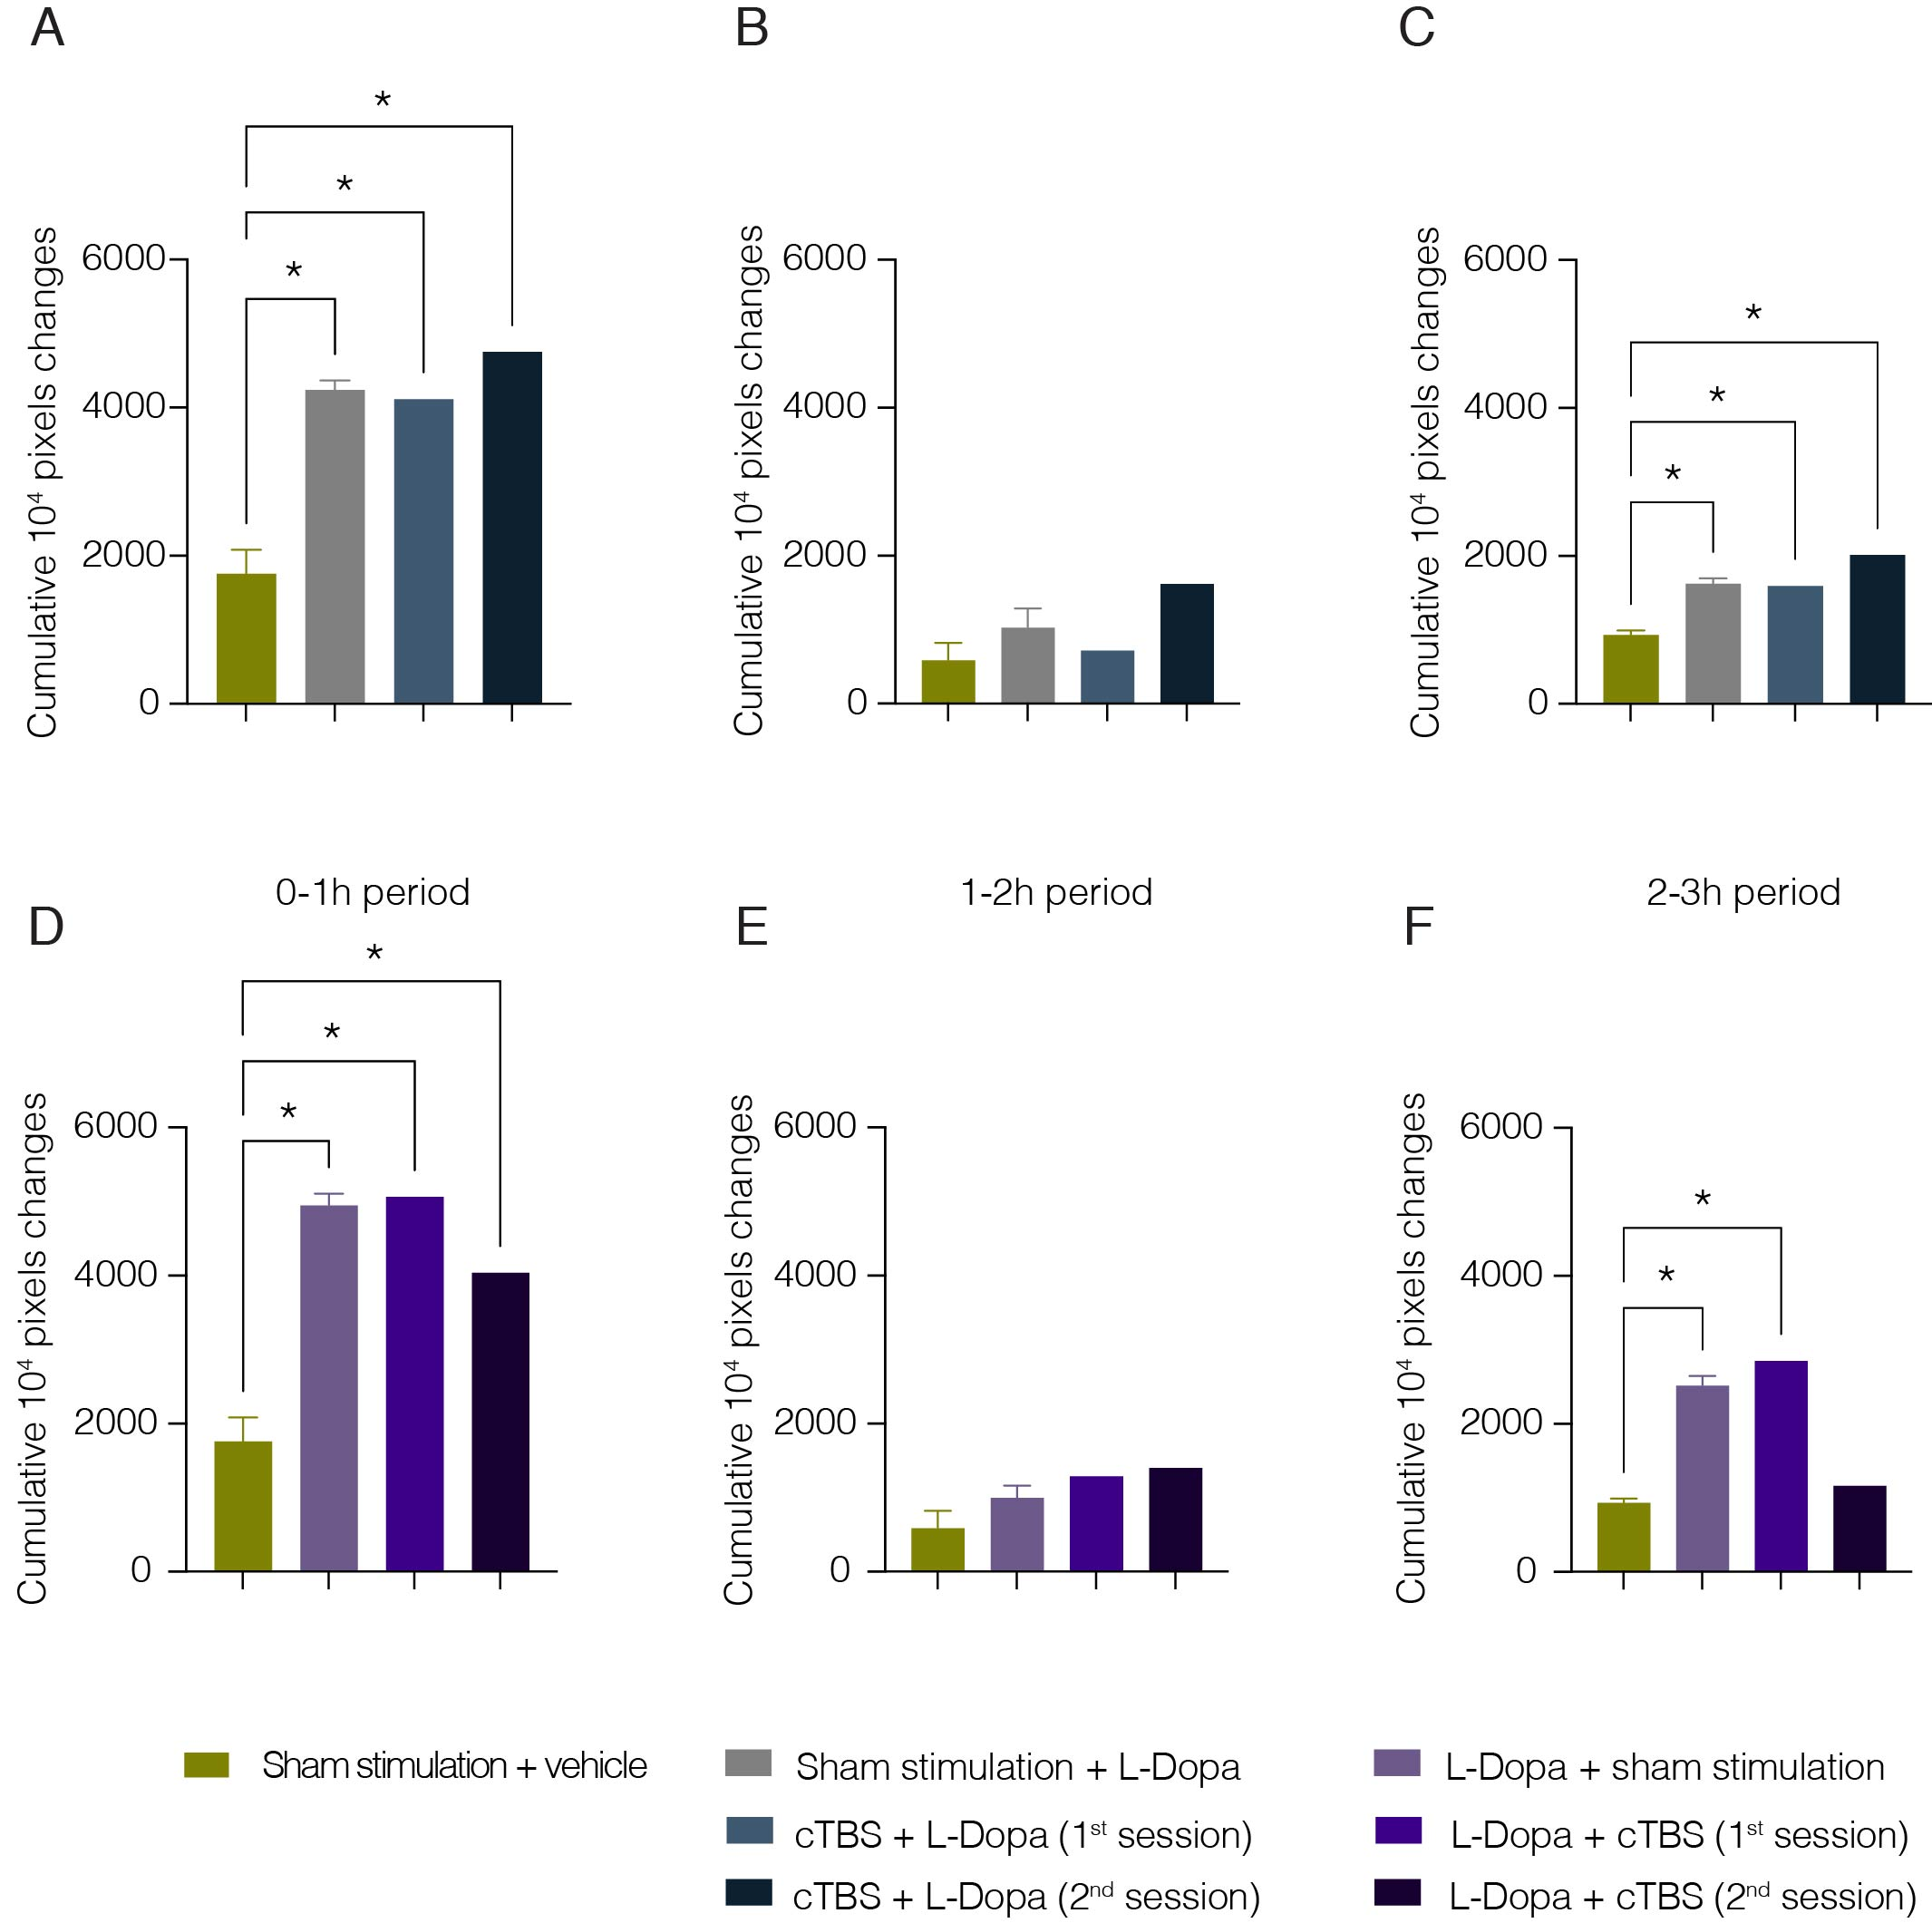 A
B
C
*
*
*
Cumulative 10⁴ pixels changes
6000
4000
2000
0
Cumulative 10⁴ pixels changes
6000
4000
2000
0
*
*
*
Cumulative 10⁴ pixels changes
6000
4000
2000
0
0-1h period
1-2h period
2-3h period
D
E
F
*
*
*
Cumulative 10⁴ pixels changes
6000
4000
2000
0
Cumulative 10⁴ pixels changes
6000
4000
2000
0
*
*
Cumulative 10⁴ pixels changes
6000
4000
2000
0
Sham stimulation + vehicle
Sham stimulation + L-Dopa
cTBS + L-Dopa (1ˢᵗ session)
cTBS + L-Dopa (2ⁿᵈ session)
L-Dopa + sham stimulation
L-Dopa + cTBS (1ˢᵗ session)
L-Dopa + cTBS (2ⁿᵈ session)